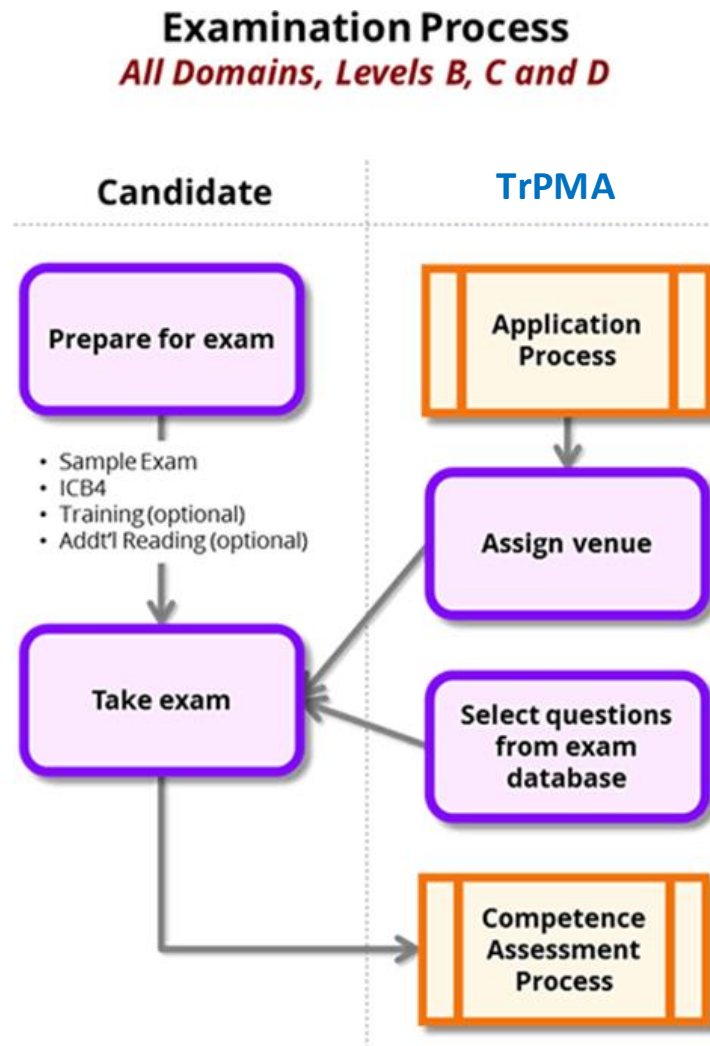 Examination Process
All Domains, Levels B, C and D
Candidate
TrPMA
Prepare for exam
Application
Process
• Sample Exam
• ICB4
• Training (optional)
• Addt'l Reading (optional)
Assign venue
Take exam
Select questions
from exam
database
Competence
Assessment
Process